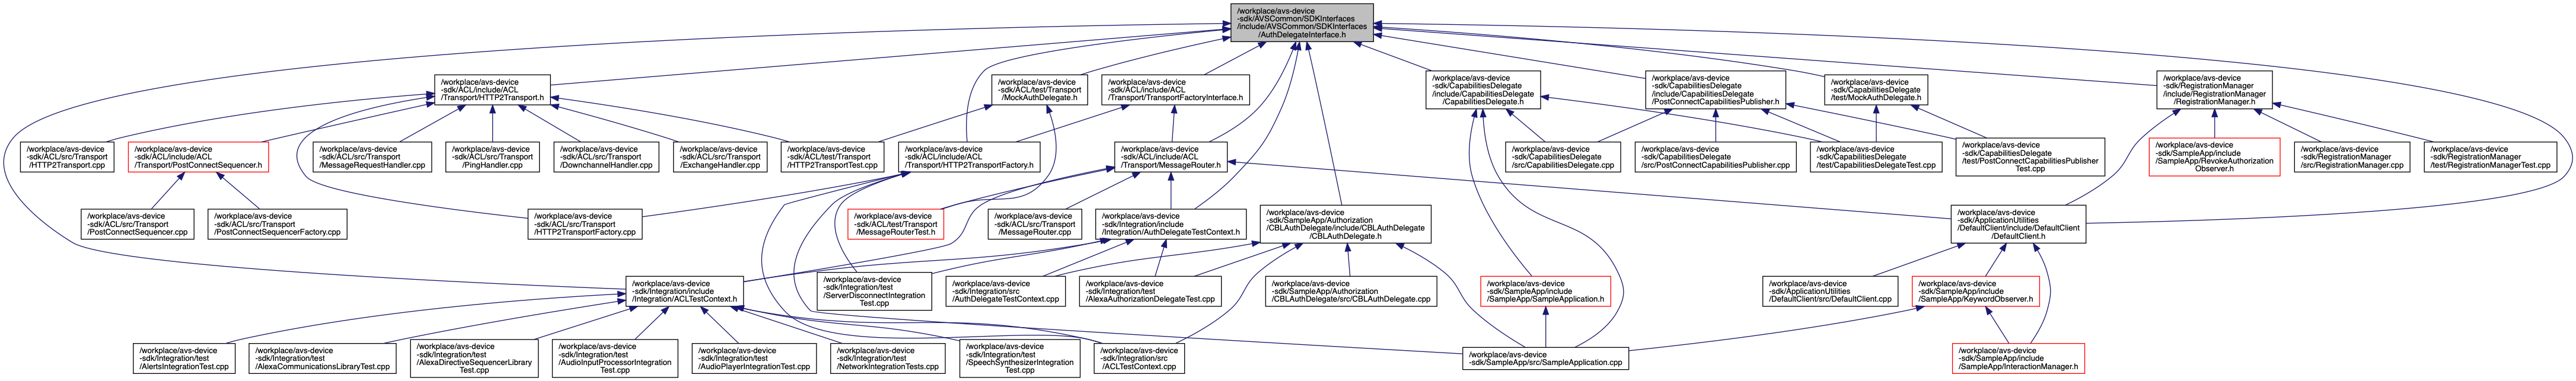 /workplace/avs-device
-sdk/AVSCommon/SDKInterfaces
/include/AVSCommon/SDKInterfaces
/AuthDelegateInterface.h
/workplace/avs-device
-sdk/ACL/include/ACL
/Transport/HTTP2Transport.h
/workplace/avs-device
-sdk/ACL/test/Transport
/MockAuthDelegate.h
/workplace/avs-device
-sdk/ACL/include/ACL
/Transport/TransportFactoryInterface.h
/workplace/avs-device
-sdk/CapabilitiesDelegate
/include/CapabilitiesDelegate
/CapabilitiesDelegate.h
/workplace/avs-device
-sdk/CapabilitiesDelegate
/include/CapabilitiesDelegate
/PostConnectCapabilitiesPublisher.h
/workplace/avs-device
-sdk/CapabilitiesDelegate
/test/MockAuthDelegate.h
/workplace/avs-device
-sdk/RegistrationManager
/include/RegistrationManager
/RegistrationManager.h
/workplace/avs-device
-sdk/ACL/src/Transport
/HTTP2Transport.cpp
/workplace/avs-device
-sdk/ACL/include/ACL
/Transport/PostConnectSequencer.h
/workplace/avs-device
-sdk/ACL/src/Transport
/MessageRequestHandler.cpp
/workplace/avs-device
-sdk/ACL/src/Transport
/PingHandler.cpp
/workplace/avs-device
-sdk/ACL/src/Transport
/DownchannelHandler.cpp
/workplace/avs-device
-sdk/ACL/src/Transport
/ExchangeHandler.cpp
/workplace/avs-device
-sdk/ACL/test/Transport
/HTTP2TransportTest.cpp
/workplace/avs-device
-sdk/ACL/include/ACL
/Transport/HTTP2TransportFactory.h
/workplace/avs-device
-sdk/ACL/include/ACL
/Transport/MessageRouter.h
/workplace/avs-device
-sdk/CapabilitiesDelegate
/src/CapabilitiesDelegate.cpp
/workplace/avs-device
-sdk/CapabilitiesDelegate
/src/PostConnectCapabilitiesPublisher.cpp
/workplace/avs-device
-sdk/CapabilitiesDelegate
/test/CapabilitiesDelegateTest.cpp
/workplace/avs-device
-sdk/CapabilitiesDelegate
/test/PostConnectCapabilitiesPublisher
Test.cpp
/workplace/avs-device
-sdk/SampleApp/include
/SampleApp/RevokeAuthorization
Observer.h
/workplace/avs-device
-sdk/RegistrationManager
/src/RegistrationManager.cpp
/workplace/avs-device
-sdk/RegistrationManager
/test/RegistrationManagerTest.cpp
/workplace/avs-device
-sdk/ACL/src/Transport
/PostConnectSequencer.cpp
/workplace/avs-device
-sdk/ACL/src/Transport
/PostConnectSequencerFactory.cpp
/workplace/avs-device
-sdk/ACL/src/Transport
/HTTP2TransportFactory.cpp
/workplace/avs-device
-sdk/ACL/test/Transport
/MessageRouterTest.h
/workplace/avs-device
-sdk/ACL/src/Transport
/MessageRouter.cpp
/workplace/avs-device
-sdk/Integration/include
/Integration/AuthDelegateTestContext.h
/workplace/avs-device
-sdk/SampleApp/Authorization
/CBLAuthDelegate/include/CBLAuthDelegate
/CBLAuthDelegate.h
/workplace/avs-device
-sdk/ApplicationUtilities
/DefaultClient/include/DefaultClient
/DefaultClient.h
/workplace/avs-device
-sdk/Integration/include
/Integration/ACLTestContext.h
/workplace/avs-device
-sdk/Integration/test
/ServerDisconnectIntegration
Test.cpp
/workplace/avs-device
-sdk/Integration/src
/AuthDelegateTestContext.cpp
/workplace/avs-device
-sdk/Integration/test
/AlexaAuthorizationDelegateTest.cpp
/workplace/avs-device
-sdk/SampleApp/Authorization
/CBLAuthDelegate/src/CBLAuthDelegate.cpp
/workplace/avs-device
-sdk/SampleApp/include
/SampleApp/SampleApplication.h
/workplace/avs-device
-sdk/ApplicationUtilities
/DefaultClient/src/DefaultClient.cpp
/workplace/avs-device
-sdk/SampleApp/include
/SampleApp/KeywordObserver.h
/workplace/avs-device
-sdk/Integration/test
/AlertsIntegrationTest.cpp
/workplace/avs-device
-sdk/Integration/test
/AlexaCommunicationsLibraryTest.cpp
/workplace/avs-device
-sdk/Integration/test
/AlexaDirectiveSequencerLibrary
Test.cpp
/workplace/avs-device
-sdk/Integration/test
/AudioInputProcessorIntegration
Test.cpp
/workplace/avs-device
-sdk/Integration/test
/AudioPlayerIntegrationTest.cpp
/workplace/avs-device
-sdk/Integration/test
/NetworkIntegrationTests.cpp
/workplace/avs-device
-sdk/Integration/test
/SpeechSynthesizerIntegration
Test.cpp
/workplace/avs-device
-sdk/Integration/src
/ACLTestContext.cpp
/workplace/avs-device
-sdk/SampleApp/src/SampleApplication.cpp
/workplace/avs-device
-sdk/SampleApp/include
/SampleApp/InteractionManager.h